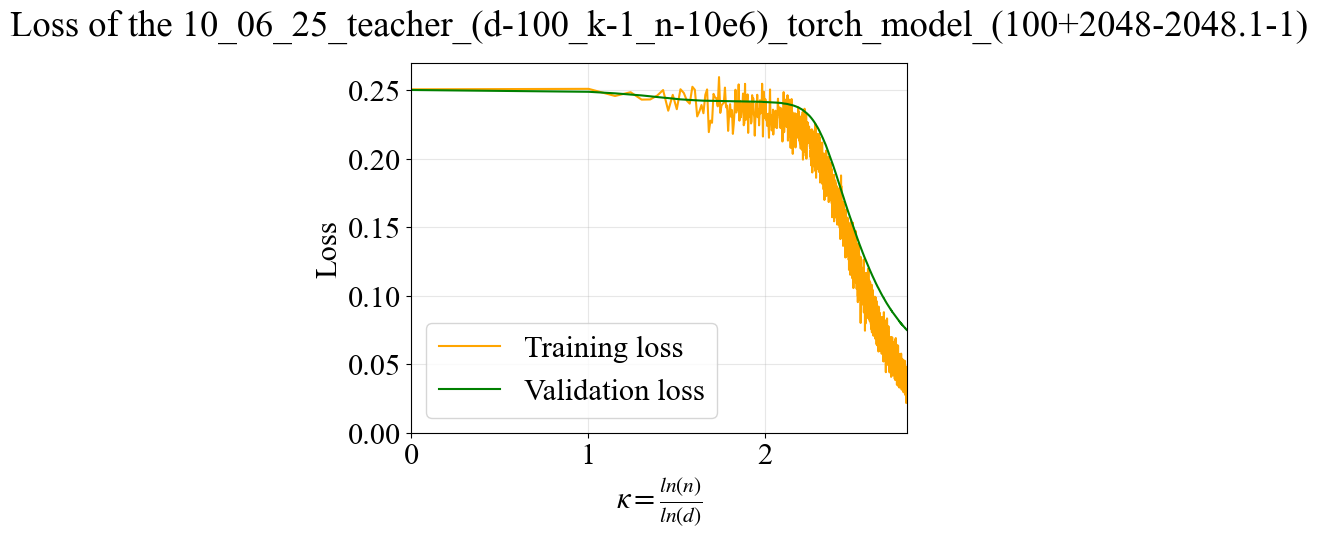 Loss of the 10_06_25_teacher_(d-100_k-1_n-10e6)_torch_model_(100+2048-2048.1-1)
0.25
0.20
0.15
0.10
0.05
0.00
Loss
Training loss
Validation loss
0 1 2
κ = ln(n)/ln(d)